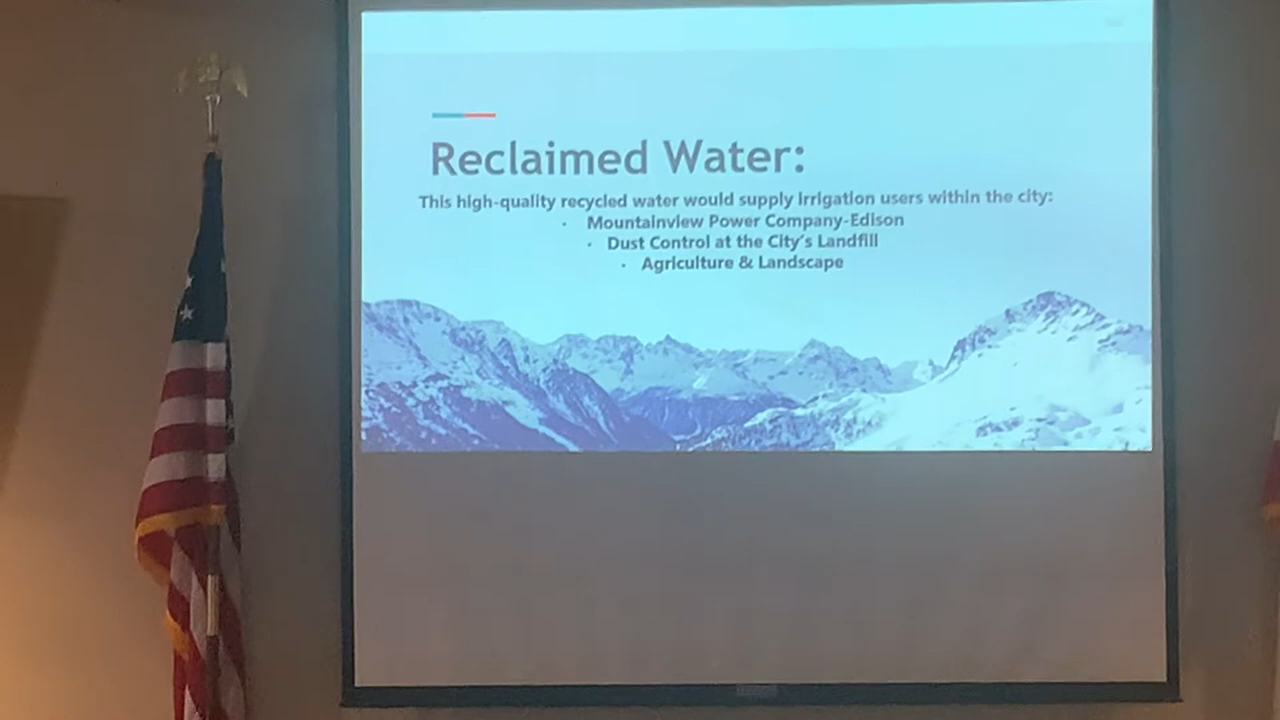 Reclaimed Water:
This high-quality recycled water would supply irrigation users within the city:
· Mountainview Power Company-Edison
· Dust Control at the City's Landfill
· Agriculture & Landscape